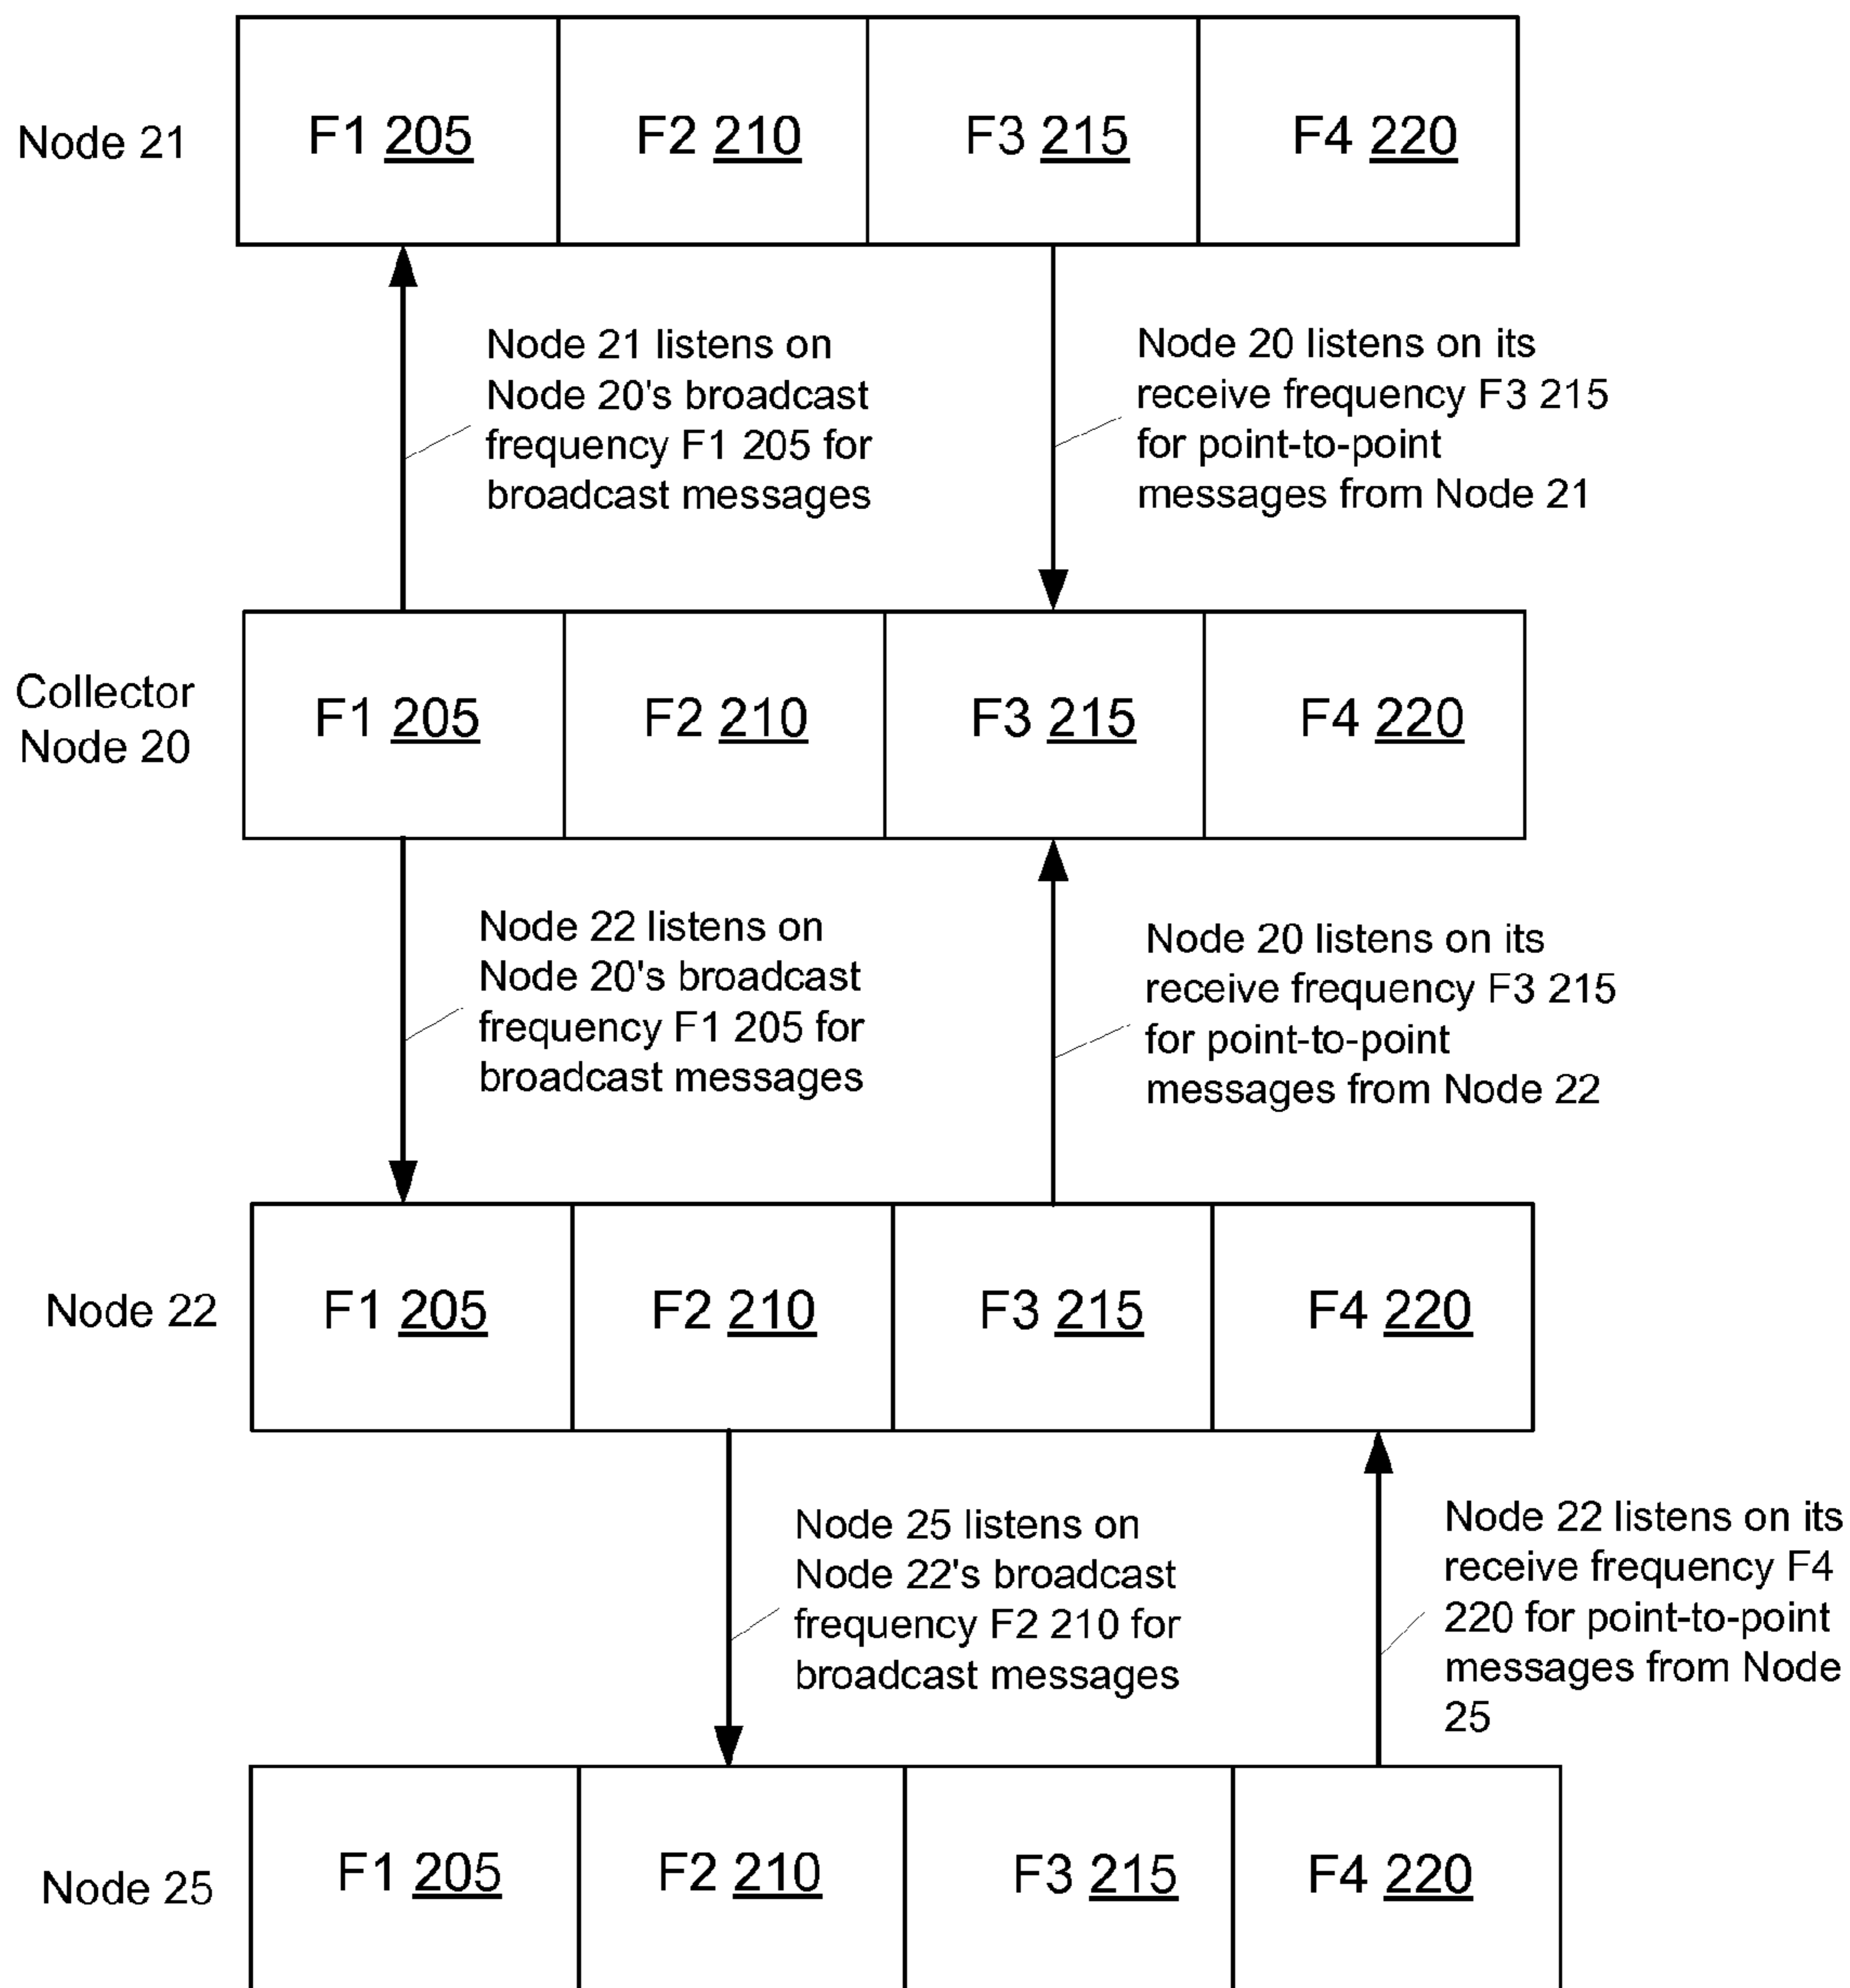 Node 21
F1 205
F2 210
F3 215
F4 220
Node 21 listens on
Node 20's broadcast
frequency F1 205 for
broadcast messages
Node 20 listens on its
receive frequency F3 215
for point-to-point
messages from Node 21
Collector
Node 20
F1 205
F2 210
F3 215
F4 220
Node 22 listens on
Node 20's broadcast
frequency F1 205 for
broadcast messages
Node 20 listens on its
receive frequency F3 215
for point-to-point
messages from Node 22
Node 22
F1 205
F2 210
F3 215
F4 220
Node 25 listens on
Node 22's broadcast
frequency F2 210 for
broadcast messages
Node 22 listens on its
receive frequency F4
220 for point-to-point
messages from Node
25
Node 25
F1 205
F2 210
F3 215
F4 220